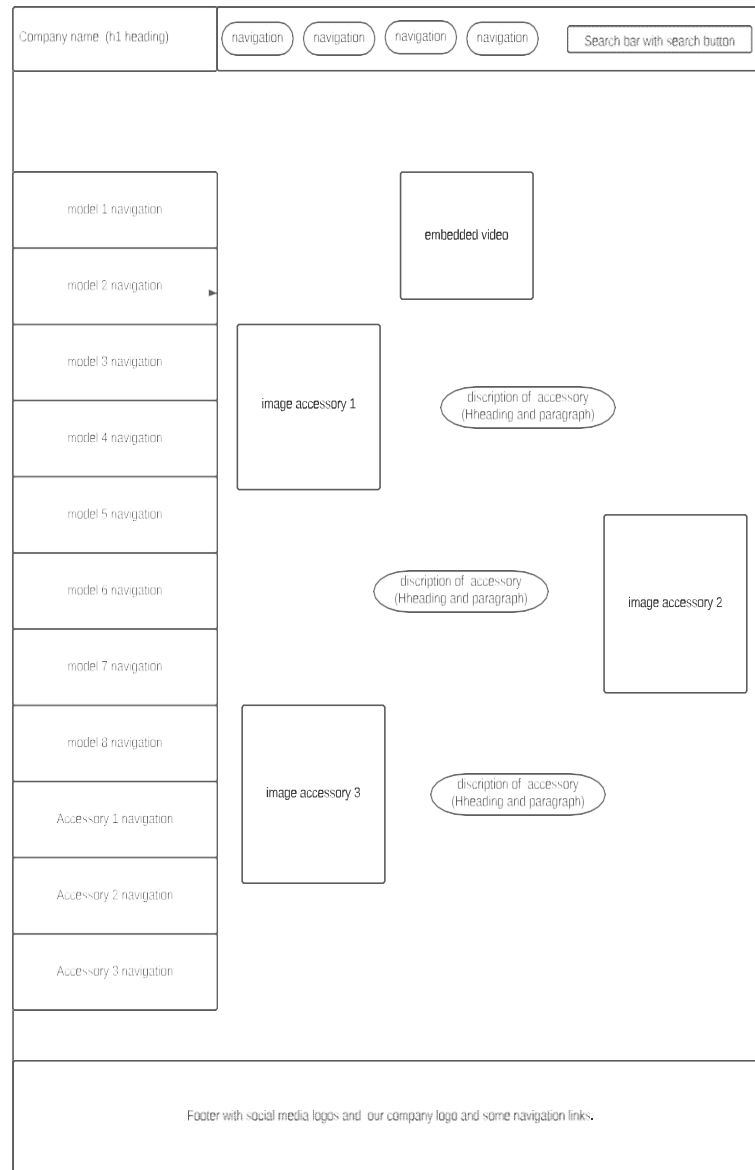 Company name (h1 heading)
navigation
navigation
navigation
navigation
Search bar with search button
model 1 navigation
model 2 navigation
model 3 navigation
model 4 navigation
model 5 navigation
model 6 navigation
model 7 navigation
model 8 navigation
Accessory 1 navigation
Accessory 2 navigation
Accessory 3 navigation
embedded video
image accessory 1
discription of accessory
(Hheading and paragraph)
discription of accessory
(Hheading and paragraph)
image accessory 2
image accessory 3
discription of accessory
(Hheading and paragraph)
Footer with social media logos and our company logo and some navigation links.